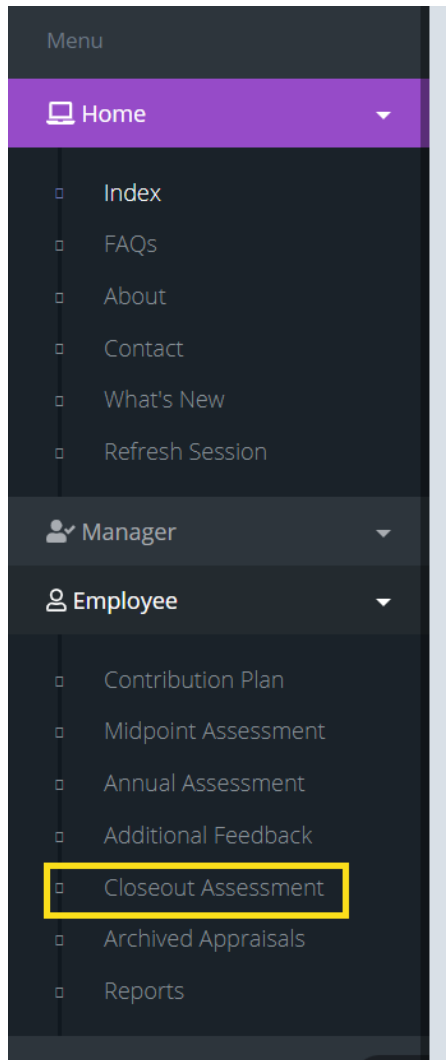 Menu
Home
Index
FAQs
About
Contact
What's New
Refresh Session
Manager
Employee
Contribution Plan
Midpoint Assessment
Annual Assessment
Additional Feedback
Closeout Assessment
Archived Appraisals
Reports